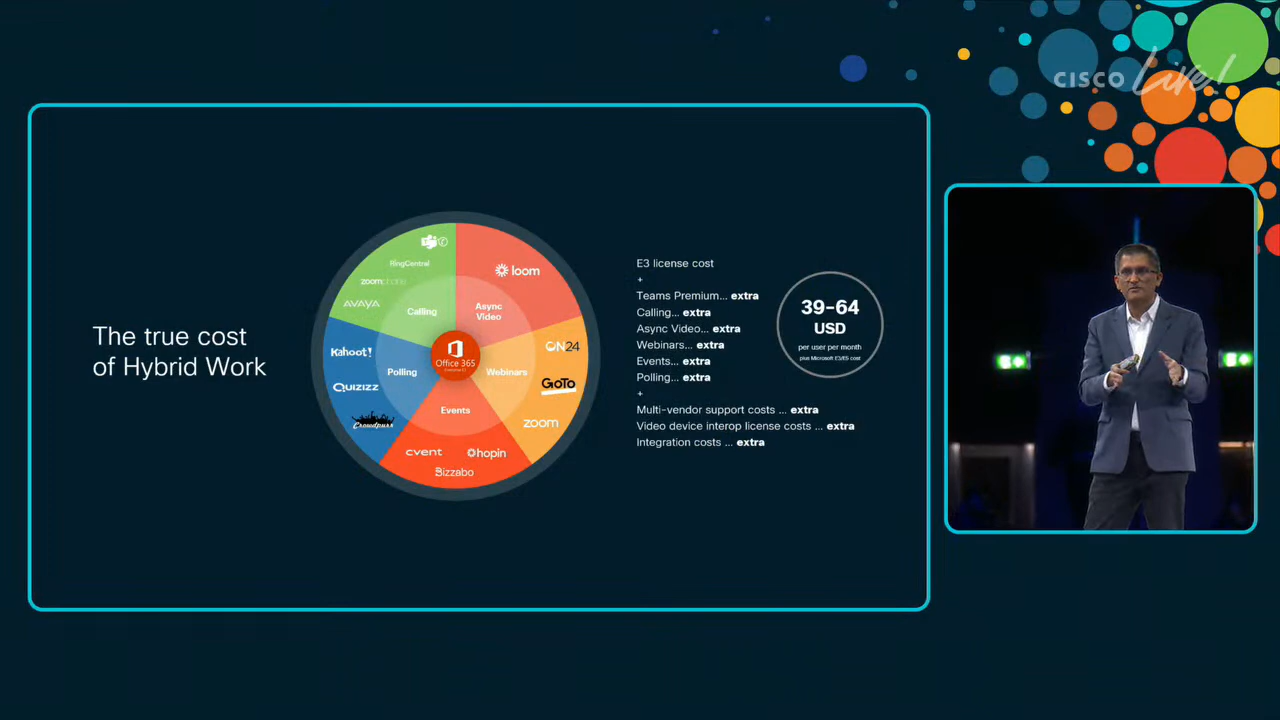 CISCO Live!
The true cost
of Hybrid Work
RingCentral
zoom phone
AVAYA
Calling
loom
Async
Video
Kahoot!
Quizizz
Crowdpurr
Polling
Office 365
ON24
GoTo
zoom
Webinars
Events
cvent
hopin
Bizzabo
E3 license cost
+
Teams Premium... extra
Calling... extra
Async Video... extra
Webinars... extra
Events... extra
Polling... extra
+
Multi-vendor support costs ... extra
Video device interop license costs ... extra
Integration costs ... extra
39-64
USD
per user per month
plus Microsoft E3/E5 cost